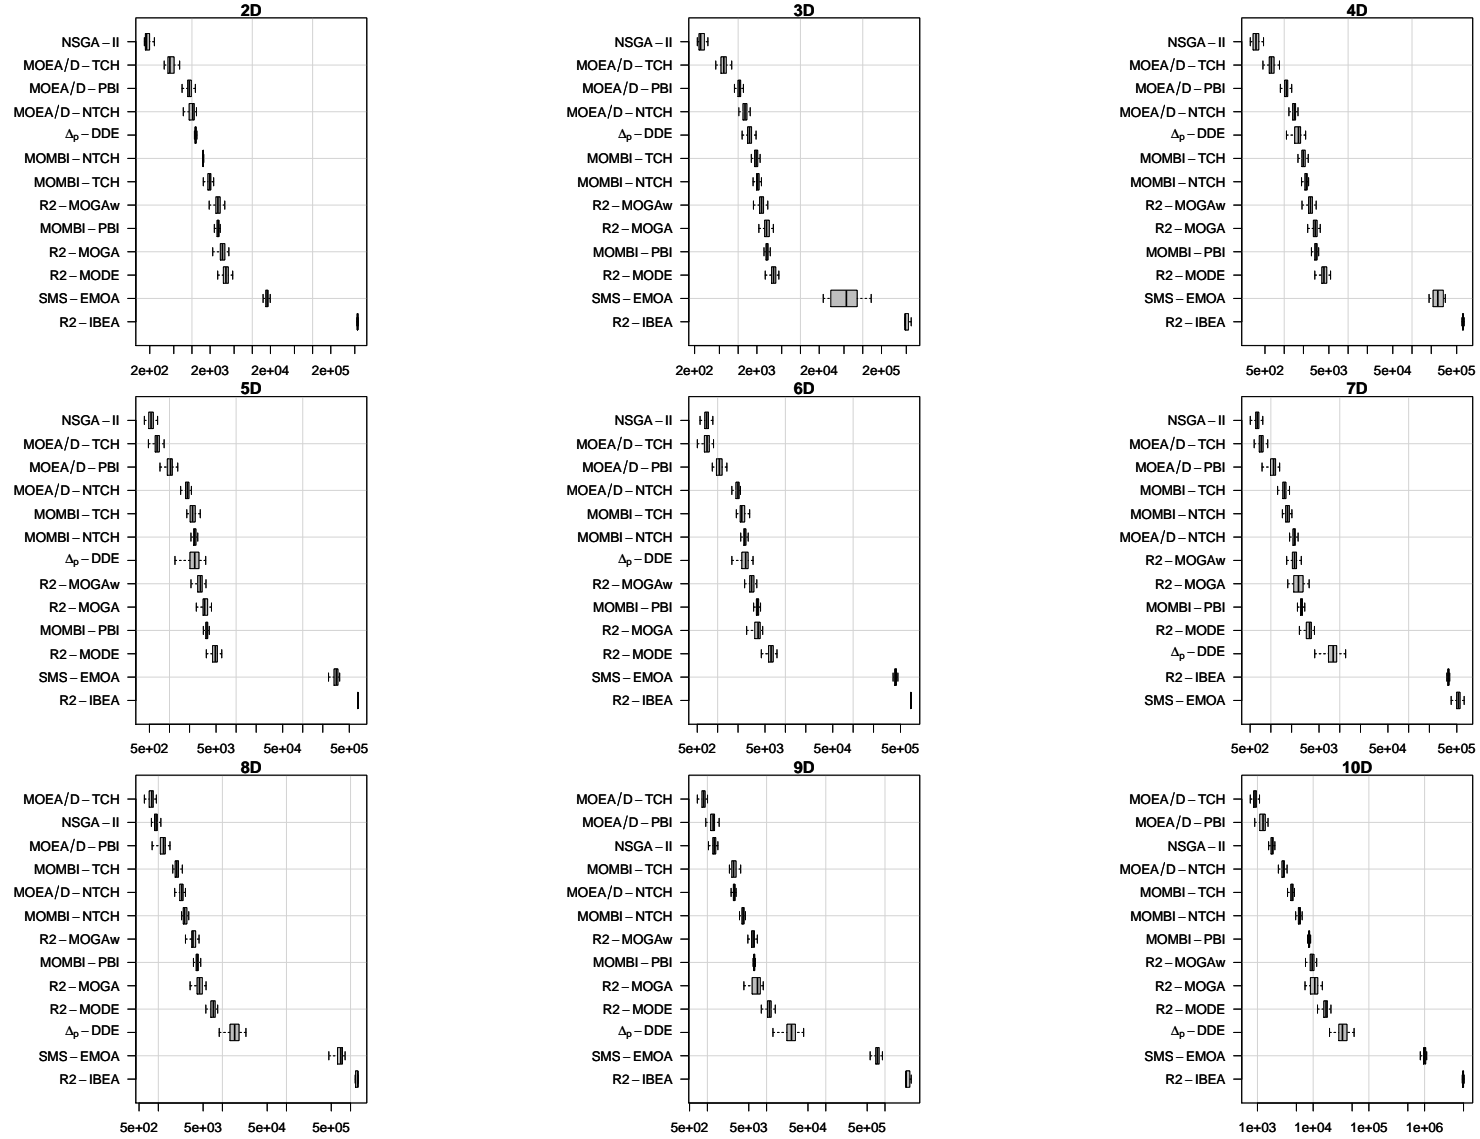 2D
NSGA−II
MOEA/D−TCH
MOEA/D−PBI
MOEA/D−NTCH
Δp−DDE
MOMBI−NTCH
MOMBI−TCH
R2−MOGAw
MOMBI−PBI
R2−MOGA
R2−MODE
SMS−EMOA
R2−IBEA
2e+02 2e+03 2e+04 2e+05
3D
NSGA−II
MOEA/D−TCH
MOEA/D−PBI
MOEA/D−NTCH
Δp−DDE
MOMBI−TCH
MOMBI−NTCH
R2−MOGAw
R2−MOGA
MOMBI−PBI
R2−MODE
SMS−EMOA
R2−IBEA
2e+02 2e+03 2e+04 2e+05
4D
NSGA−II
MOEA/D−TCH
MOEA/D−PBI
MOEA/D−NTCH
Δp−DDE
MOMBI−TCH
MOMBI−NTCH
R2−MOGAw
R2−MOGA
MOMBI−PBI
R2−MODE
SMS−EMOA
R2−IBEA
5e+02 5e+03 5e+04 5e+05
5D
NSGA−II
MOEA/D−TCH
MOEA/D−PBI
MOEA/D−NTCH
MOMBI−TCH
MOMBI−NTCH
Δp−DDE
R2−MOGAw
R2−MOGA
MOMBI−PBI
R2−MODE
SMS−EMOA
R2−IBEA
5e+02 5e+03 5e+04 5e+05
6D
NSGA−II
MOEA/D−TCH
MOEA/D−PBI
MOEA/D−NTCH
MOMBI−TCH
MOMBI−NTCH
Δp−DDE
R2−MOGAw
MOMBI−PBI
R2−MOGA
R2−MODE
SMS−EMOA
R2−IBEA
5e+02 5e+03 5e+04 5e+05
7D
NSGA−II
MOEA/D−TCH
MOEA/D−PBI
MOMBI−TCH
MOMBI−NTCH
MOEA/D−NTCH
R2−MOGAw
R2−MOGA
MOMBI−PBI
R2−MODE
Δp−DDE
R2−IBEA
SMS−EMOA
5e+02 5e+03 5e+04 5e+05
8D
MOEA/D−TCH
NSGA−II
MOEA/D−PBI
MOMBI−TCH
MOEA/D−NTCH
MOMBI−NTCH
R2−MOGAw
MOMBI−PBI
R2−MOGA
R2−MODE
Δp−DDE
SMS−EMOA
R2−IBEA
5e+02 5e+03 5e+04 5e+05
9D
MOEA/D−TCH
MOEA/D−PBI
NSGA−II
MOMBI−TCH
MOEA/D−NTCH
MOMBI−NTCH
R2−MOGAw
MOMBI−PBI
R2−MOGA
R2−MODE
Δp−DDE
SMS−EMOA
R2−IBEA
5e+02 5e+03 5e+04 5e+05
10D
MOEA/D−TCH
MOEA/D−PBI
NSGA−II
MOEA/D−NTCH
MOMBI−TCH
MOMBI−NTCH
MOMBI−PBI
R2−MOGAw
R2−MOGA
R2−MODE
Δp−DDE
SMS−EMOA
R2−IBEA
1e+03 1e+04 1e+05 1e+06